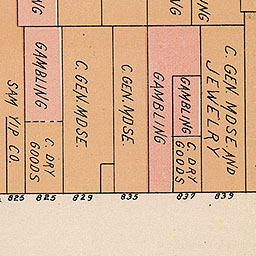 NG
NG
NG
SAM YIP CO.
GAMBLING
C. DRY
GOODS
C. GEN. MDSE.
C. GEN. MDSE.
GAMBLING
GAMBLING
C. DRY
GOODS
C. GEN. MDSE. AND
JEWELRY
825 825 829 835 837 839